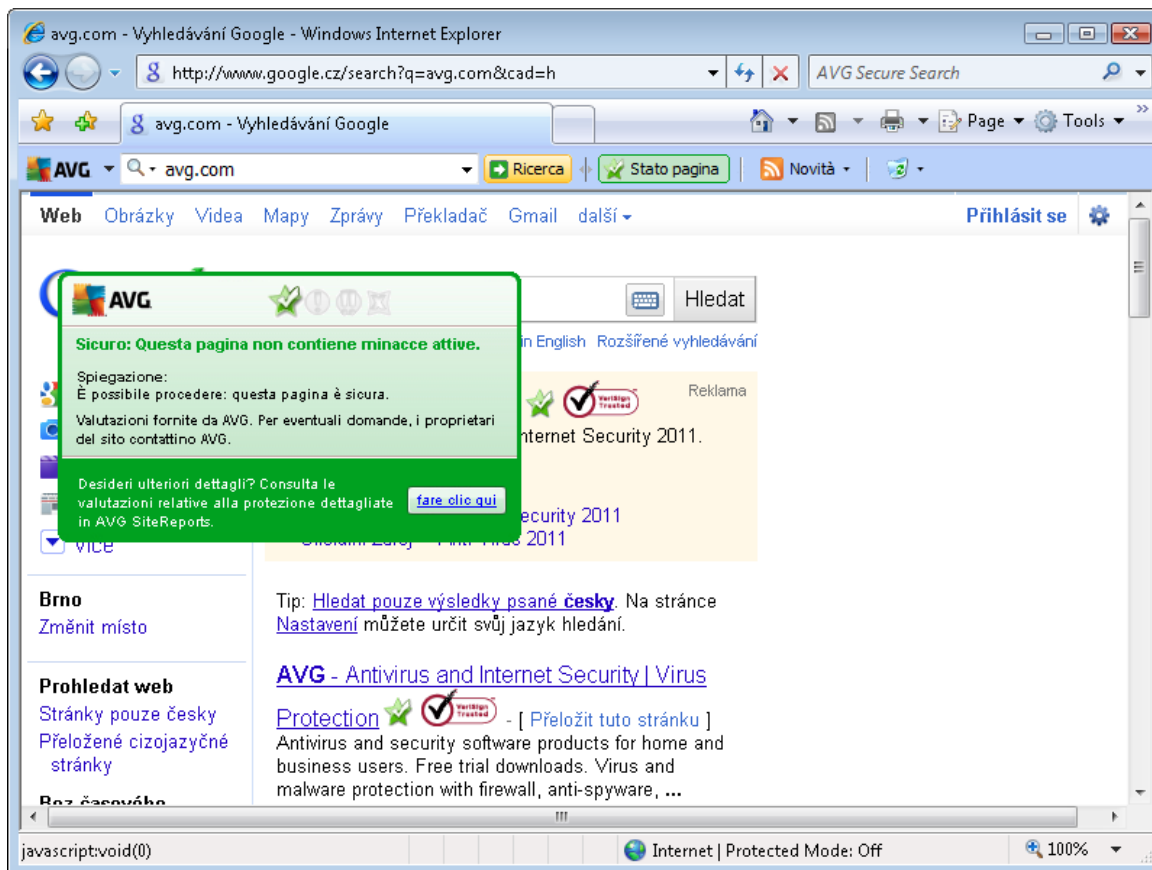 avg.com - Vyhledávání Google - Windows Internet Explorer
http://www.google.cz/search?q=avg.com&cad=h
AVG Secure Search
avg.com - Vyhledávání Google
Page
Tools
AVG
avg.com
Ricerca
Stato pagina
Novità
Web Obrázky Videa Mapy Zprávy Překladač Gmail další
Přihlásit se
Hledat
in English Rozšířené vyhledávání
AVG
Sicuro: Questa pagina non contiene minacce attive.
Spiegazione:
È possibile procedere: questa pagina è sicura.
Valutazioni fornite da AVG. Per eventuali domande, i proprietari
del sito contattino AVG.
Desideri ulteriori dettagli? Consulta le
valutazioni relative alla protezione dettagliate
in AVG SiteReports.
fare clic qui
VeriSign
Trusted
Reklama
nternet Security 2011.
ecurity 2011
2011
Více
Brno
Změnit místo
Prohledat web
Stránky pouze česky
Přeložené cizojazyčné
stránky
Bez časového
Tip: Hledat pouze výsledky psané česky. Na stránce
Nastavení můžete určit svůj jazyk hledání.
AVG - Antivirus and Internet Security | Virus
Protection VeriSign Trusted - [ Přeložit tuto stránku ]
Antivirus and security software products for home and
business users. Free trial downloads. Virus and
malware protection with firewall, anti-spyware, ...
javascript:void(0)
Internet | Protected Mode: Off
100%